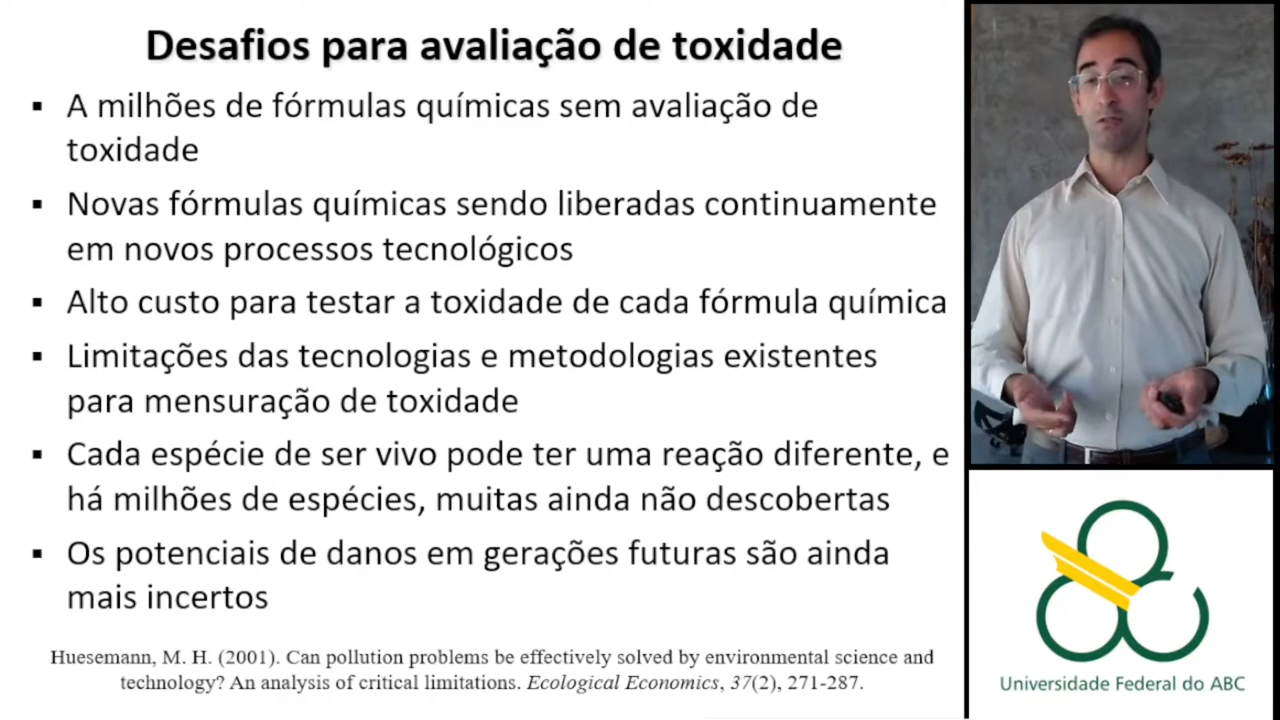 Desafios para avaliação de toxidade
▪ A milhões de fórmulas químicas sem avaliação de
toxidade
▪ Novas fórmulas químicas sendo liberadas continuamente
em novos processos tecnológicos
▪ Alto custo para testar a toxidade de cada fórmula química
▪ Limitações das tecnologias e metodologias existentes
para mensuração de toxidade
▪ Cada espécie de ser vivo pode ter uma reação diferente, e
há milhões de espécies, muitas ainda não descobertas
▪ Os potenciais de danos em gerações futuras são ainda
mais incertos
Huesemann, M. H. (2001). Can pollution problems be effectively solved by environmental science and
technology? An analysis of critical limitations. Ecological Economics, 37(2), 271-287.
Universidade Federal do ABC